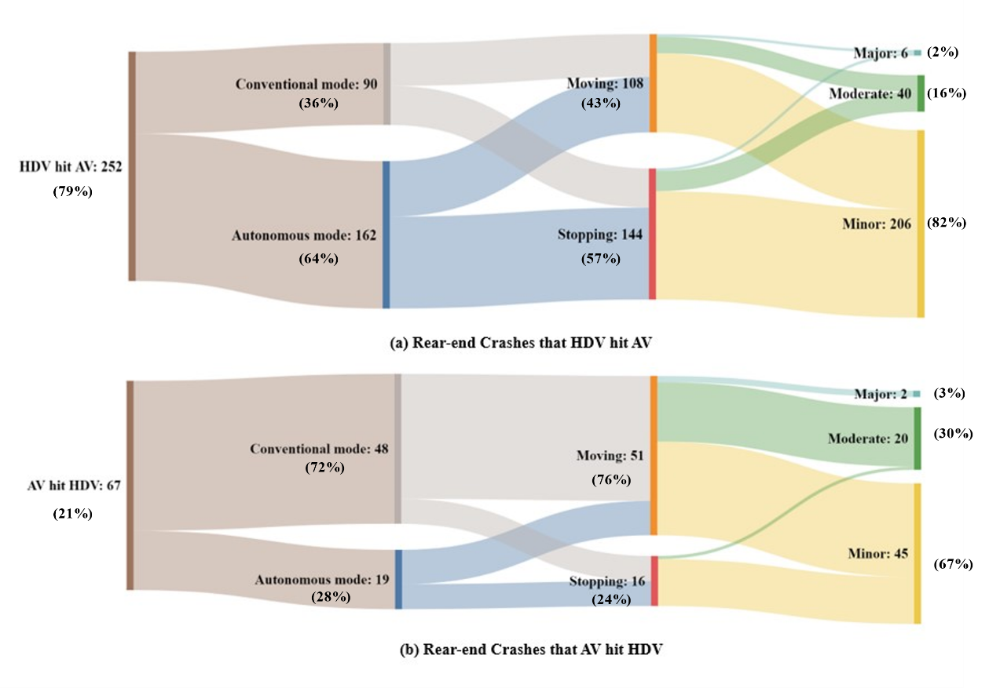 Major: 6 (2%)
Conventional mode: 90
(36%)
Moving: 108
(43%)
Moderate: 40 (16%)
HDV hit AV: 252
(79%)
Autonomous mode: 162
(64%)
Stopping: 144
(57%)
Minor: 206 (82%)
(a) Rear-end Crashes that HDV hit AV
Major: 2 (3%)
Conventional mode: 48
(72%)
Moving: 51
(76%)
Moderate: 20 (30%)
AV hit HDV: 67
(21%)
Autonomous mode: 19
(28%)
Stopping: 16
(24%)
Minor: 45 (67%)
(b) Rear-end Crashes that AV hit HDV